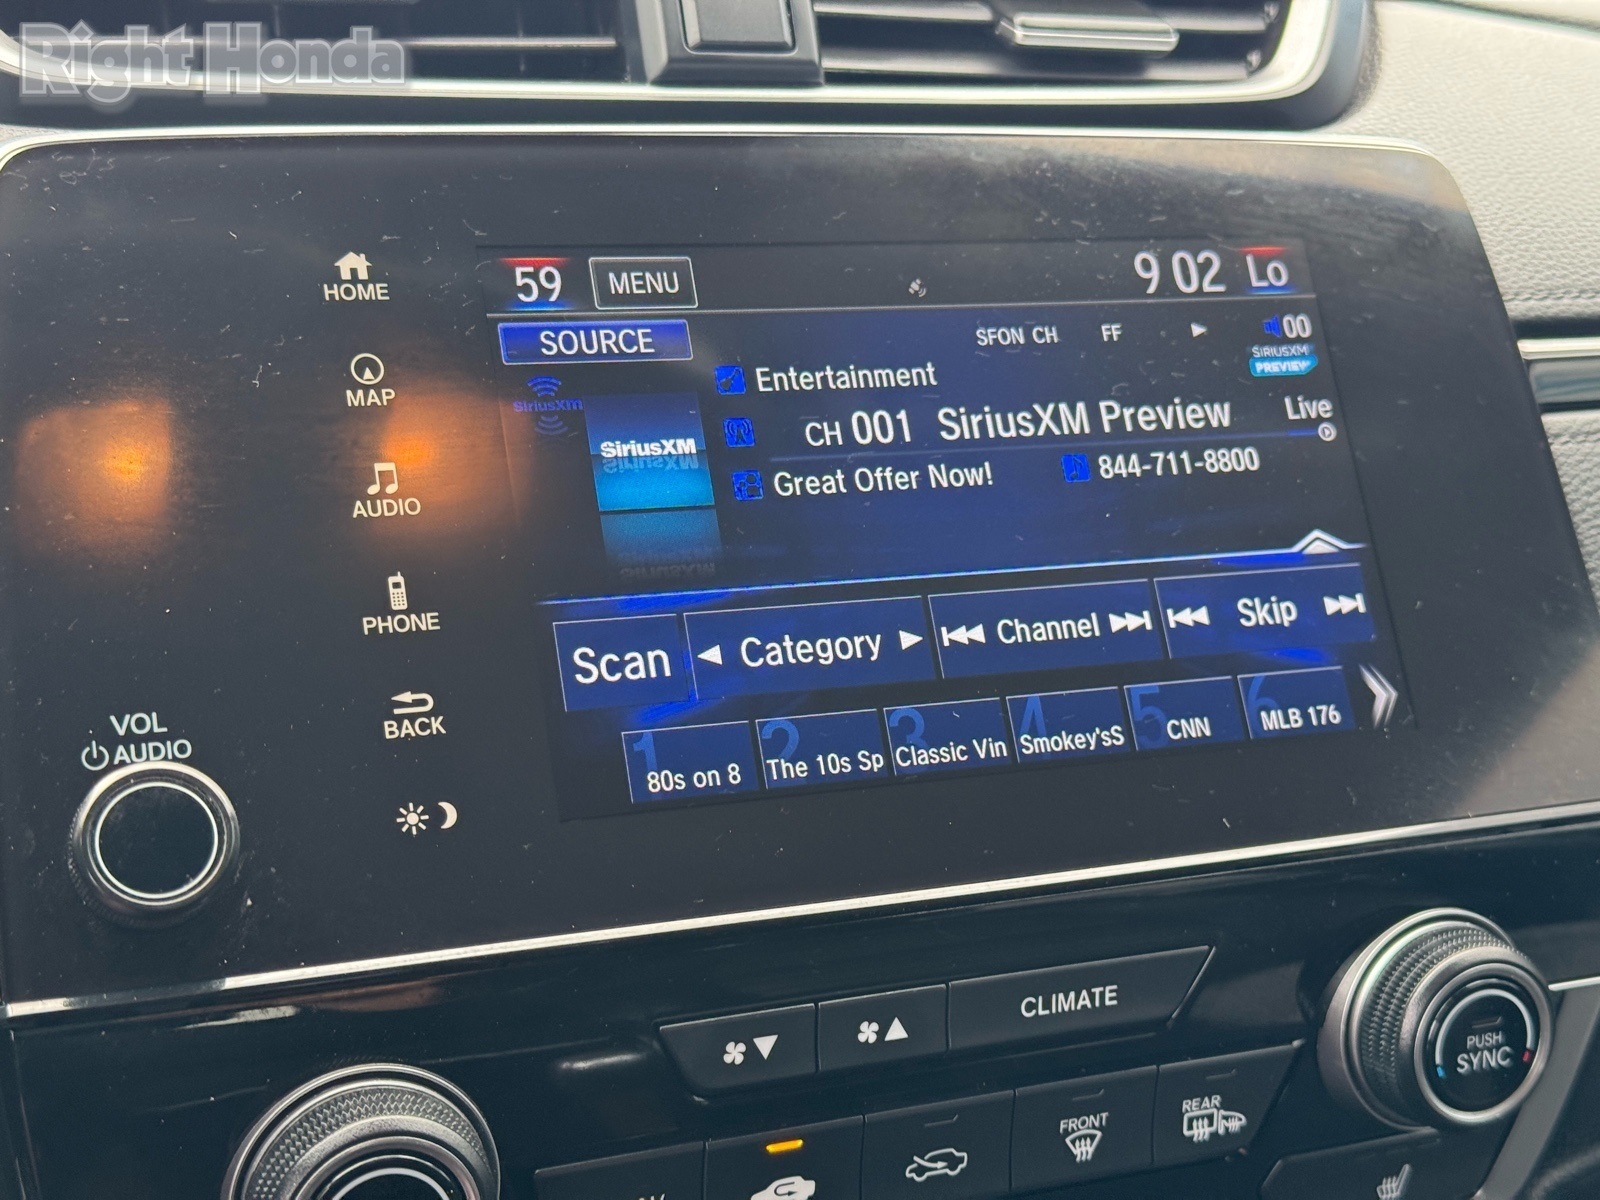 Right Honda
HOME
MAP
AUDIO
PHONE
BACK
VOL
AUDIO
59 MENU 9 02 Lo
SOURCE SFON CH FF 00
SIRIUSXM
PREVIEW
SiriusXM
SiriusXM
Entertainment
CH 001 SiriusXM Preview Live
Great Offer Now! 844-711-8800
Scan Category Channel Skip
1 80s on 8
2 The 10s Sp
3 Classic Vin
4 Smokey'sS
5 CNN
6 MLB 176
CLIMATE
PUSH
SYNC
FRONT
REAR